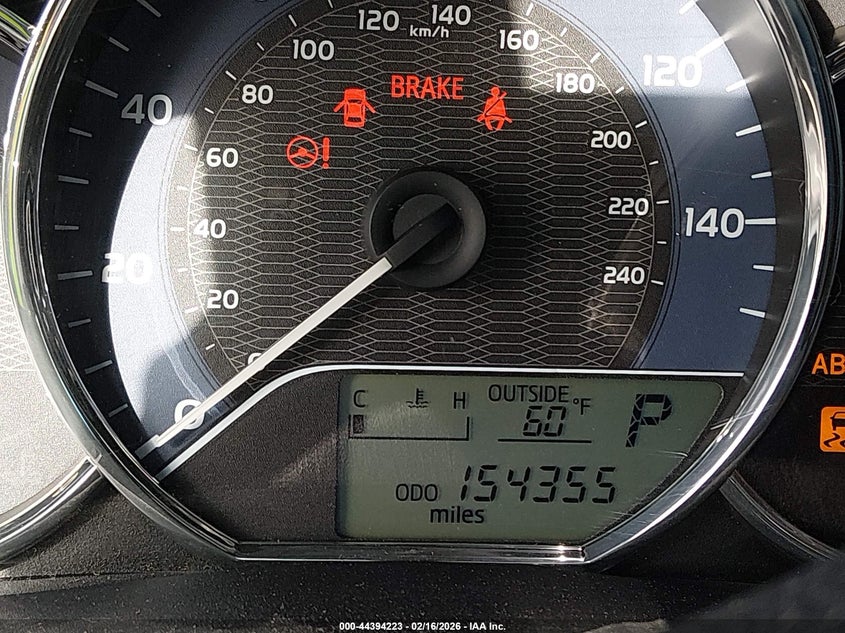 120 140
km/h
100 160
80 BRAKE 180 120
40
60 200
40 220 140
20
20 240
0
C H OUTSIDE
60 °F P
ODO 154355
miles
000-44394223 - 02/16/2026 - IAA Inc.